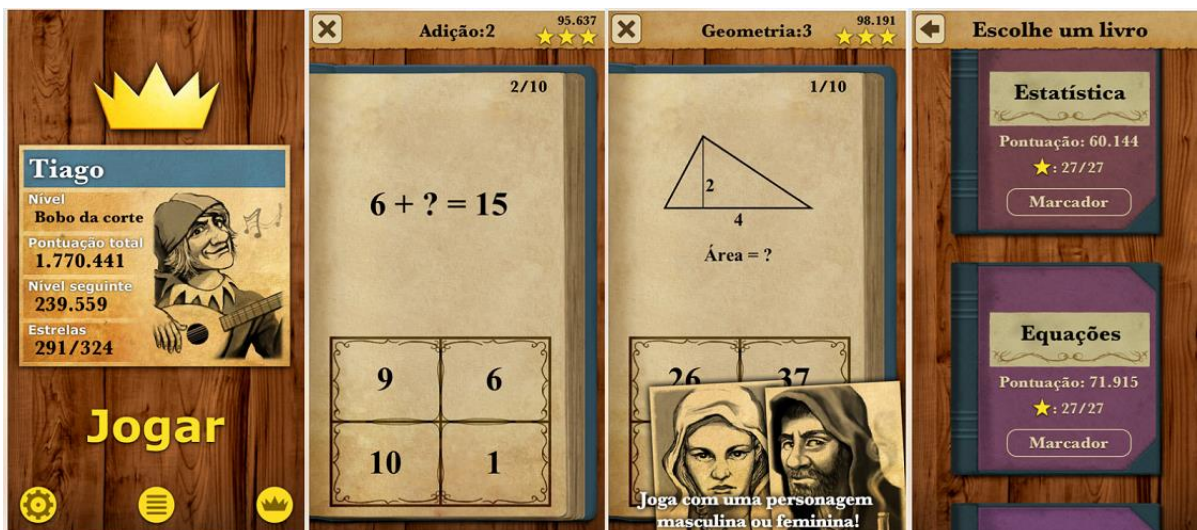 Tiago
Nível
Bobo da corte
Pontuação total
1.770.441
Nível seguinte
239.559
Estrelas
291/324
Jogar
Adição:2
95.637
2/10
6 + ? = 15
9
6
10
1
Geometria:3
98.191
1/10
2
4
Área = ?
26
37
Joga com uma personagem
masculina ou feminina!
Escolhe um livro
Estatística
Pontuação: 60.144
: 27/27
Marcador
Equações
Pontuação: 71.915
: 27/27
Marcador